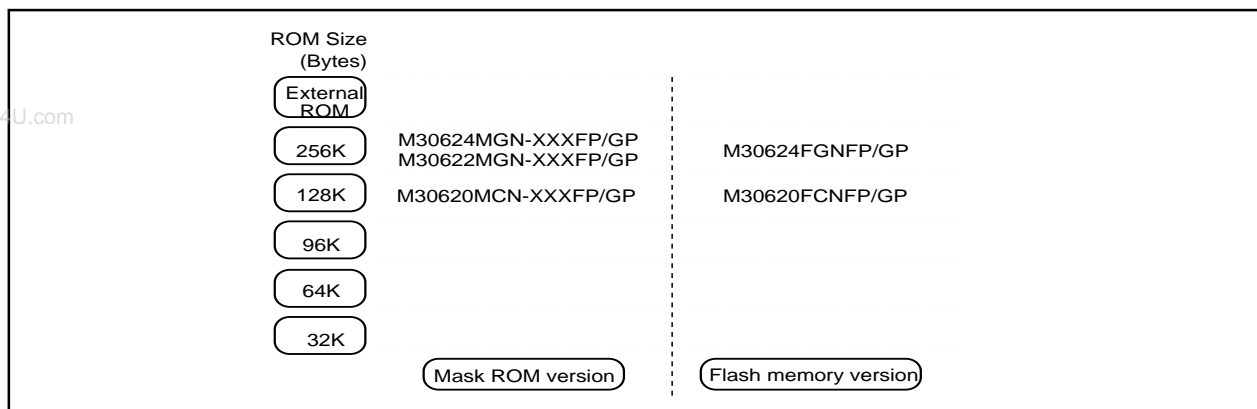 ROM Size
(Bytes)
External
ROM
4U.com
256K
M30624MGN-XXXFP/GP
M30622MGN-XXXFP/GP
M30624FGNFP/GP
128K
M30620MCN-XXXFP/GP
M30620FCNFP/GP
96K
64K
32K
Mask ROM version
Flash memory version